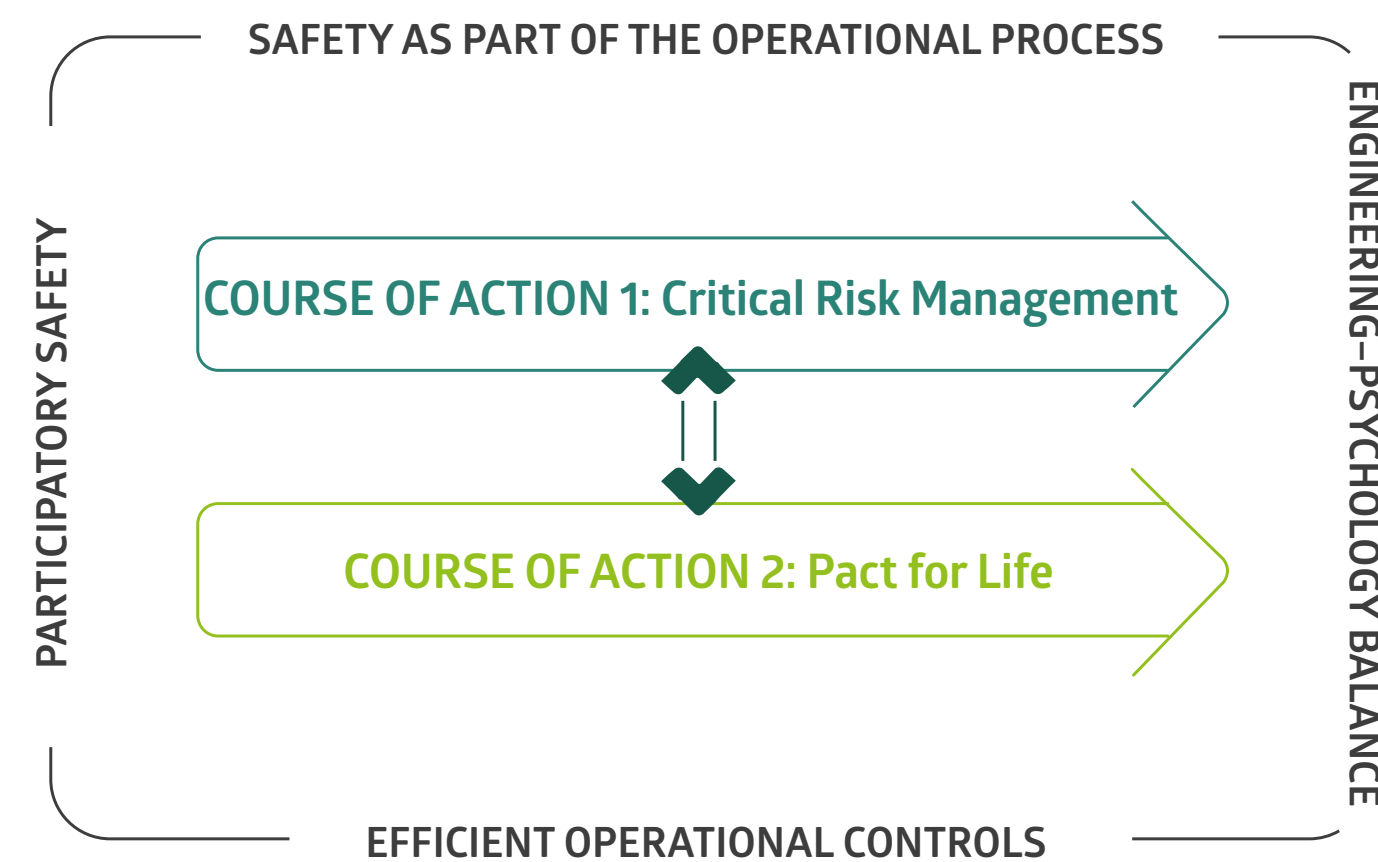 SAFETY AS PART OF THE OPERATIONAL PROCESS
PARTICIPATORY SAFETY
COURSE OF ACTION 1: Critical Risk Management
COURSE OF ACTION 2: Pact for Life
ENGINEERING–PSYCHOLOGY BALANCE
EFFICIENT OPERATIONAL CONTROLS